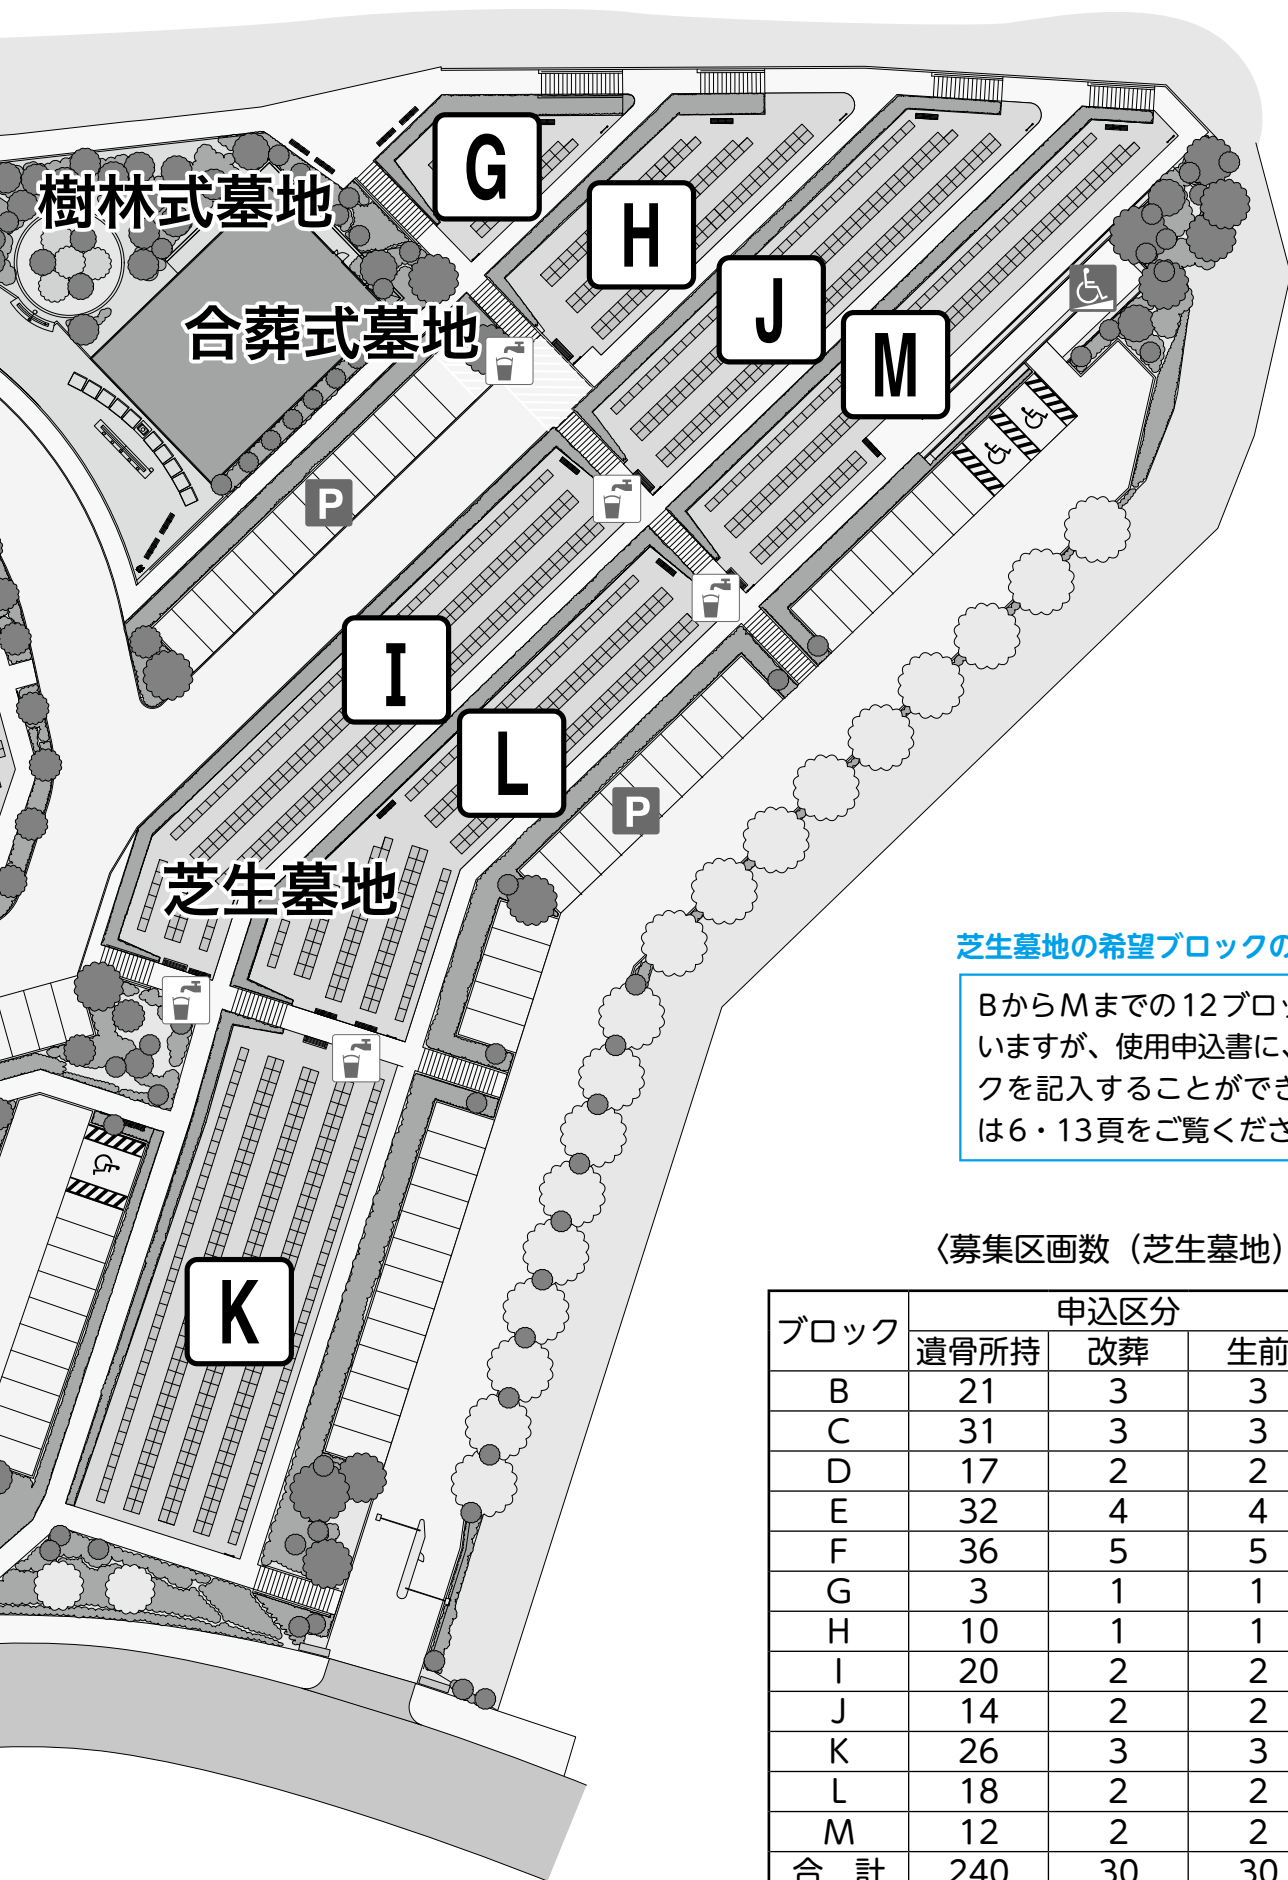 樹林式墓地
合葬式墓地
G
H
J
M
P
I
L
P
芝生墓地
K
芝生墓地の希望ブロックの
BからMまでの12ブロッ
いますが、使用申込書に、
クを記入することができ
は6・13頁をご覧くださ
〈募集区画数（芝生墓地）
ブロック 申込区分
遺骨所持 改葬 生前
B 21 3 3
C 31 3 3
D 17 2 2
E 32 4 4
F 36 5 5
G 3 1 1
H 10 1 1
I 20 2 2
J 14 2 2
K 26 3 3
L 18 2 2
M 12 2 2
合 計 240 30 30